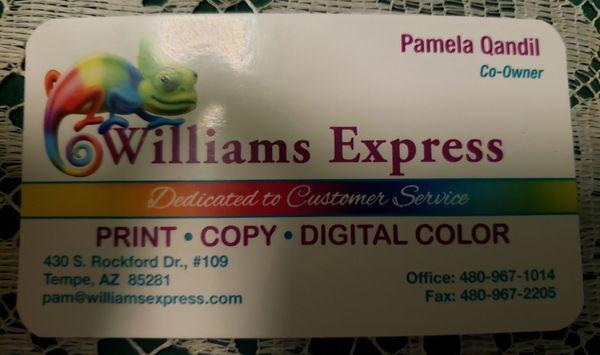 Pamela Qandil
Co-Owner
Williams Express
Dedicated to Customer Service
PRINT • COPY • DIGITAL COLOR
430 S. Rockford Dr., #109
Tempe, AZ 85281
pam@williamsexpress.com
Office: 480-967-1014
Fax: 480-967-2205